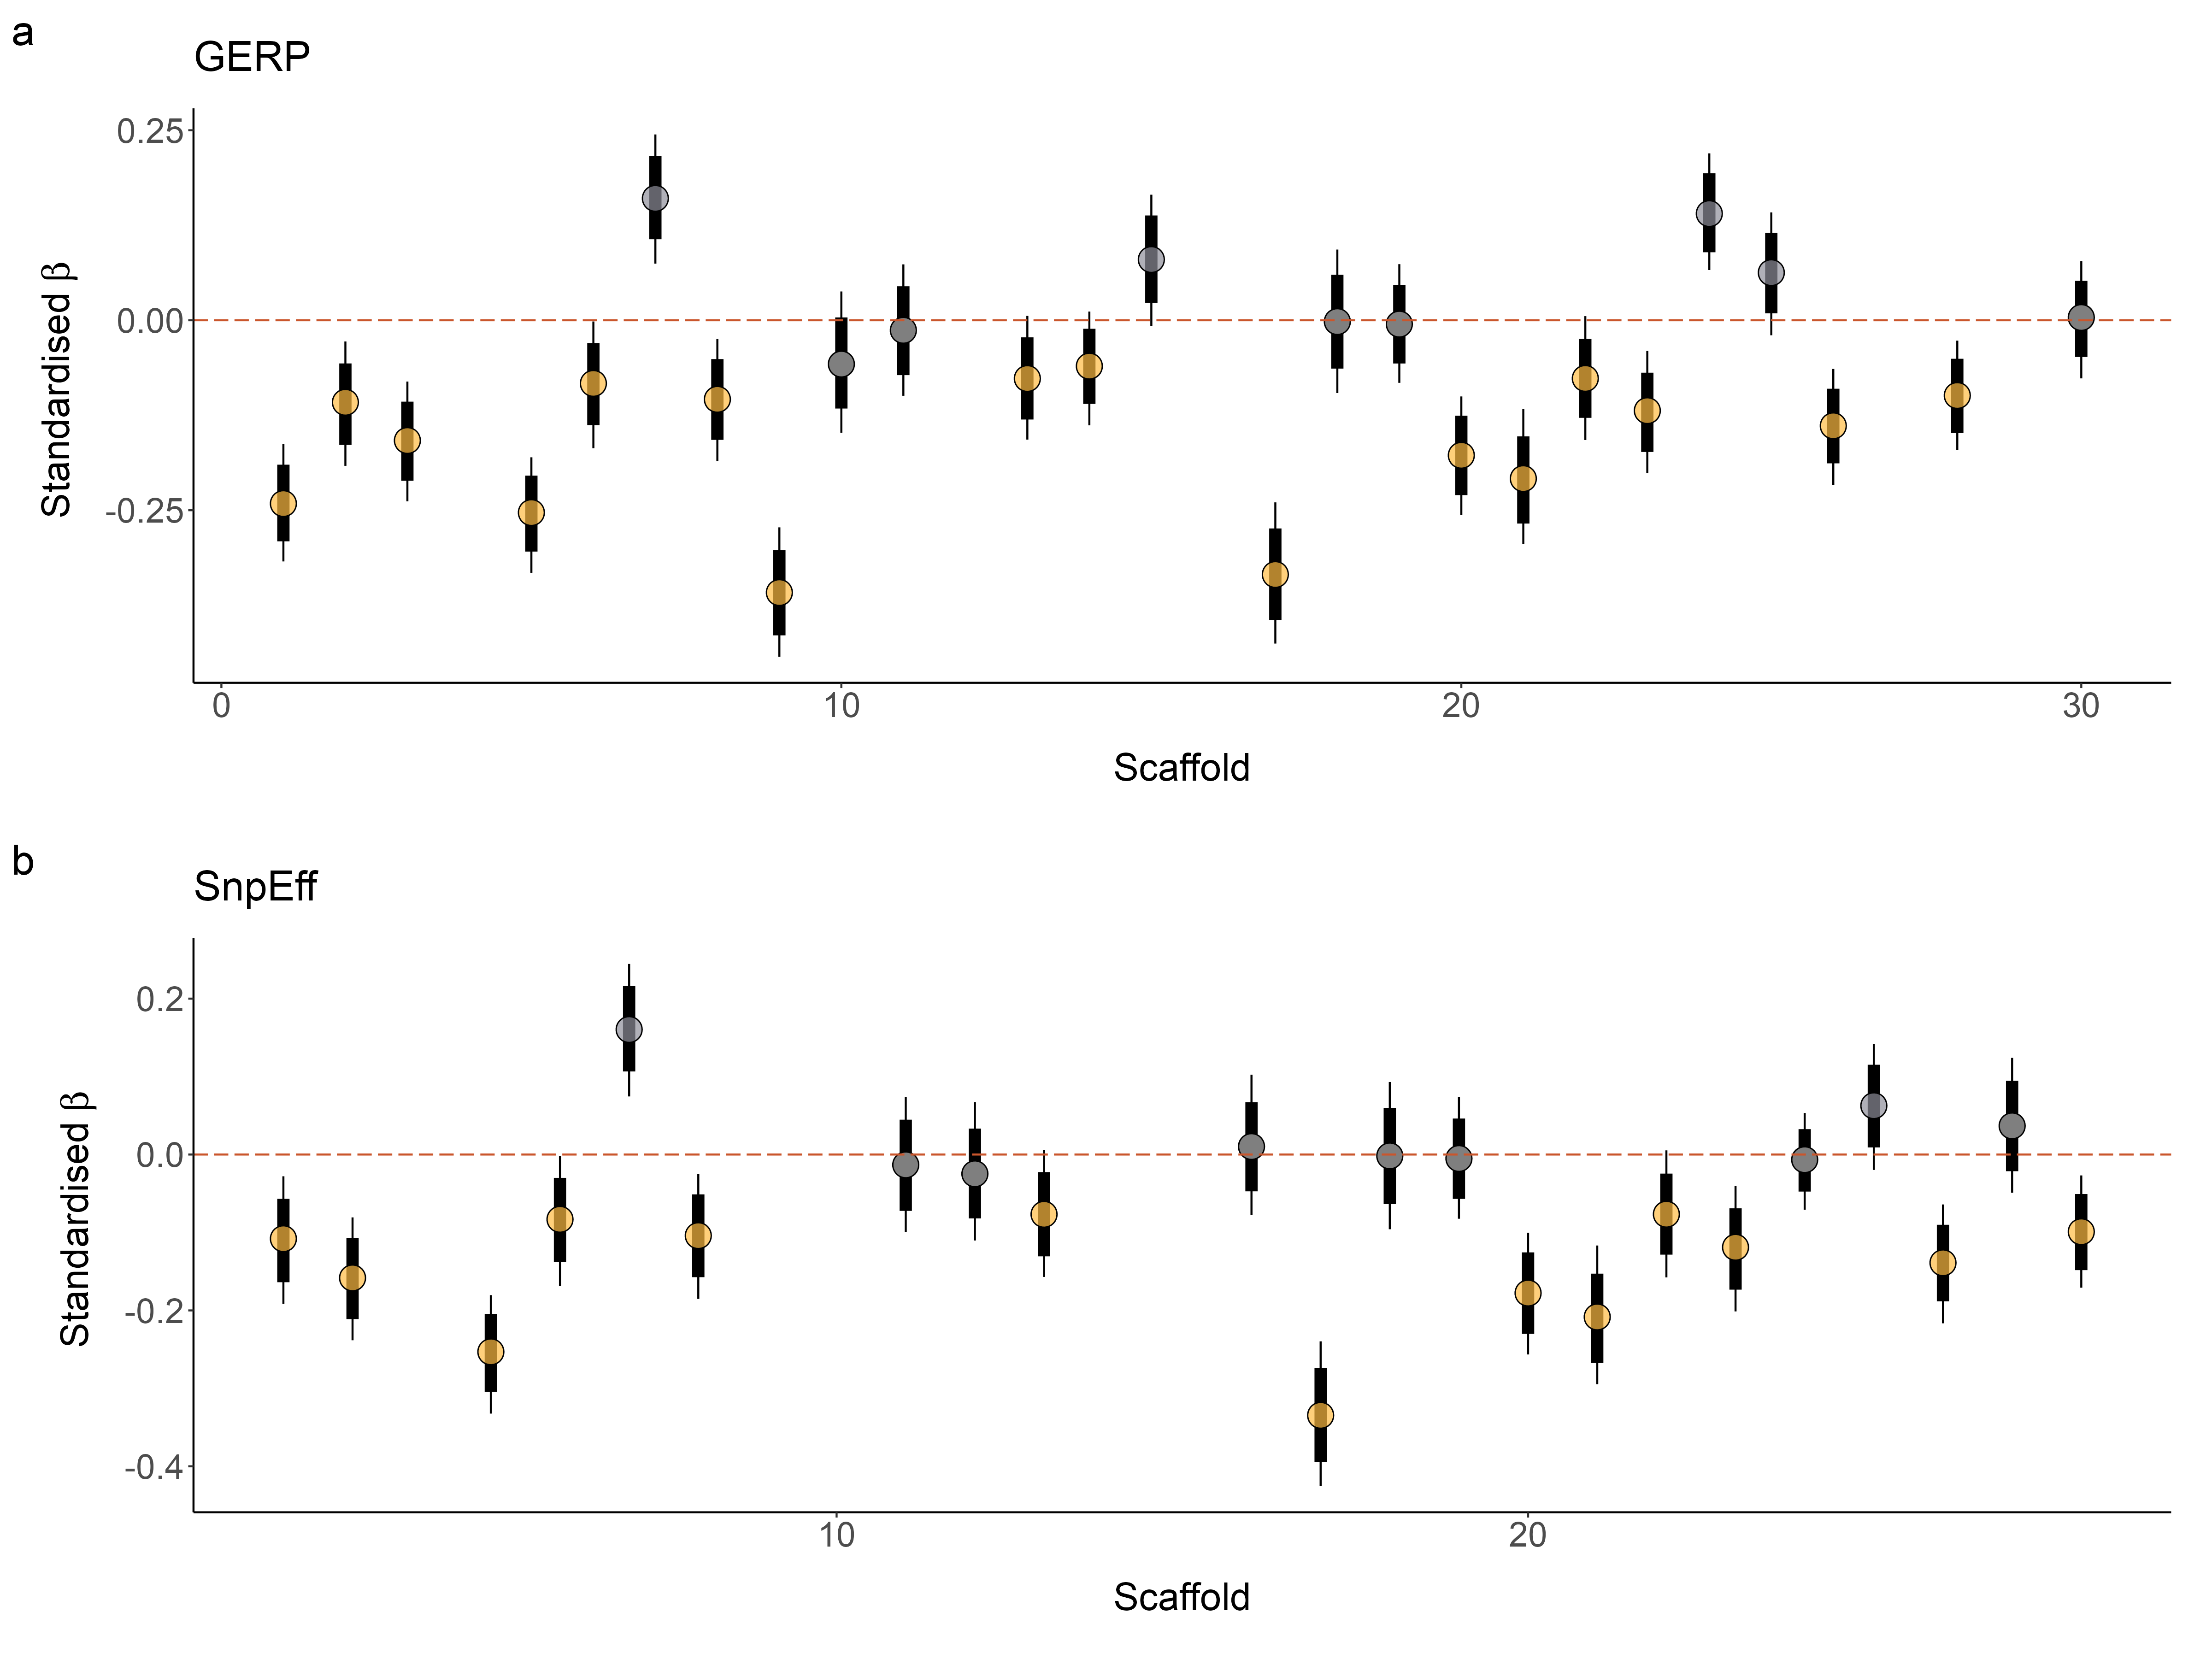 a
GERP
0.25
0.00
-0.25
Standardised β
0 10 20 30
Scaffold
b
SnpEff
0.2
0.0
-0.2
-0.4
Standardised β
10 20
Scaffold